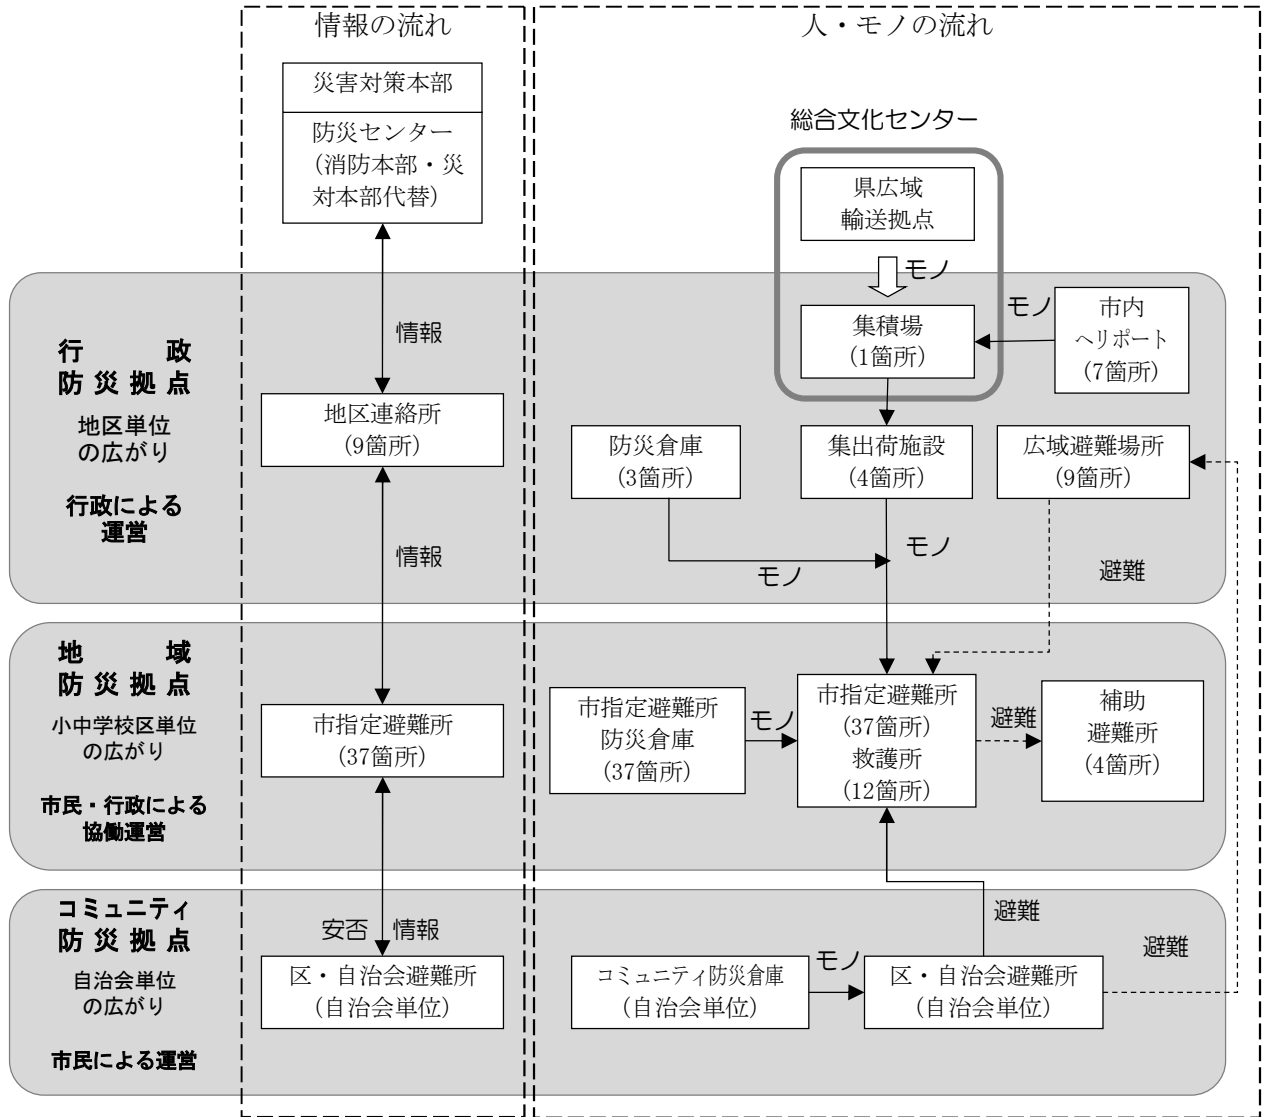 情報の流れ
人・モノの流れ
災害対策本部
防災センター
(消防本部・災
対本部代替)
総合文化センター
県広域
輸送拠点
モノ
集積場
(1箇所)
モノ
市内
ヘリポート
(7箇所)
行　　政
防災拠点
地区単位
の広がり
行政による
運営
情報
地区連絡所
(9箇所)
防災倉庫
(3箇所)
集出荷施設
(4箇所)
広域避難場所
(9箇所)
情報
モノ
モノ
避難
地　　域
防災拠点
小中学校区単位
の広がり
市民・行政による
協働運営
市指定避難所
(37箇所)
市指定避難所
防災倉庫
(37箇所)
モノ
市指定避難所
(37箇所)
救護所
(12箇所)
避難
補助
避難所
(4箇所)
コミュニティ
防災拠点
自治会単位
の広がり
市民による運営
安否 情報
区・自治会避難所
(自治会単位)
コミュニティ防災倉庫
(自治会単位)
モノ
区・自治会避難所
(自治会単位)
避難
避難